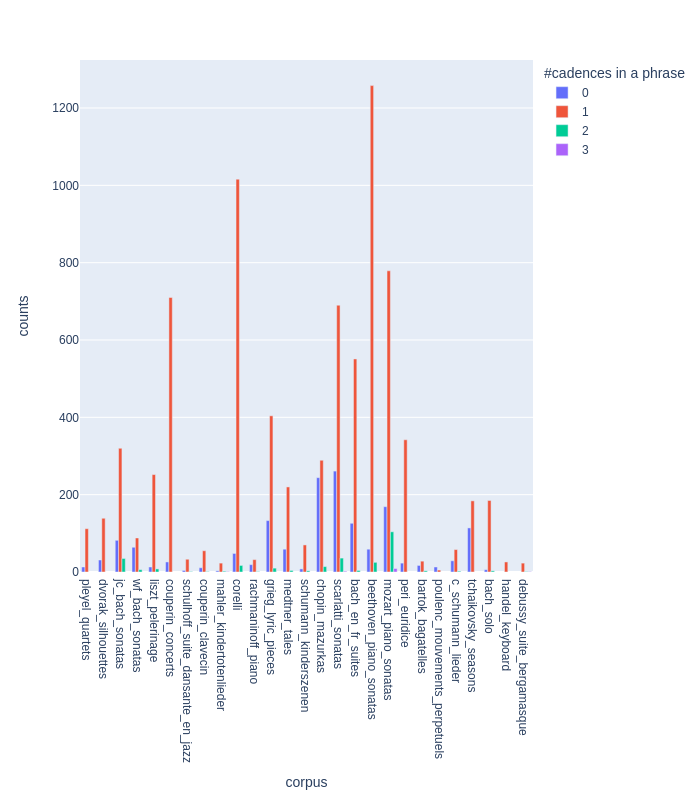 #cadences in a phrase
0
1
2
3
1200
1000
800
600
400
200
0
counts
pleyel_quartets
dvorak_silhouettes
jc_bach_sonatas
wf_bach_sonatas
liszt_pelerinage
couperin_concerts
schulhoff_suite_dansante_en_jazz
couperin_clavecin
mahler_kindertotenlieder
corelli
rachmaninoff_piano
grieg_lyric_pieces
medtner_tales
schumann_kinderszenen
chopin_mazurkas
scarlatti_sonatas
bach_en_fr_suites
beethoven_piano_sonatas
mozart_piano_sonatas
peri_euridice
bartok_bagatelles
poulenc_mouvements_perpetuels
c_schumann_lieder
tchaikovsky_seasons
bach_solo
handel_keyboard
debussy_suite_bergamasque
corpus